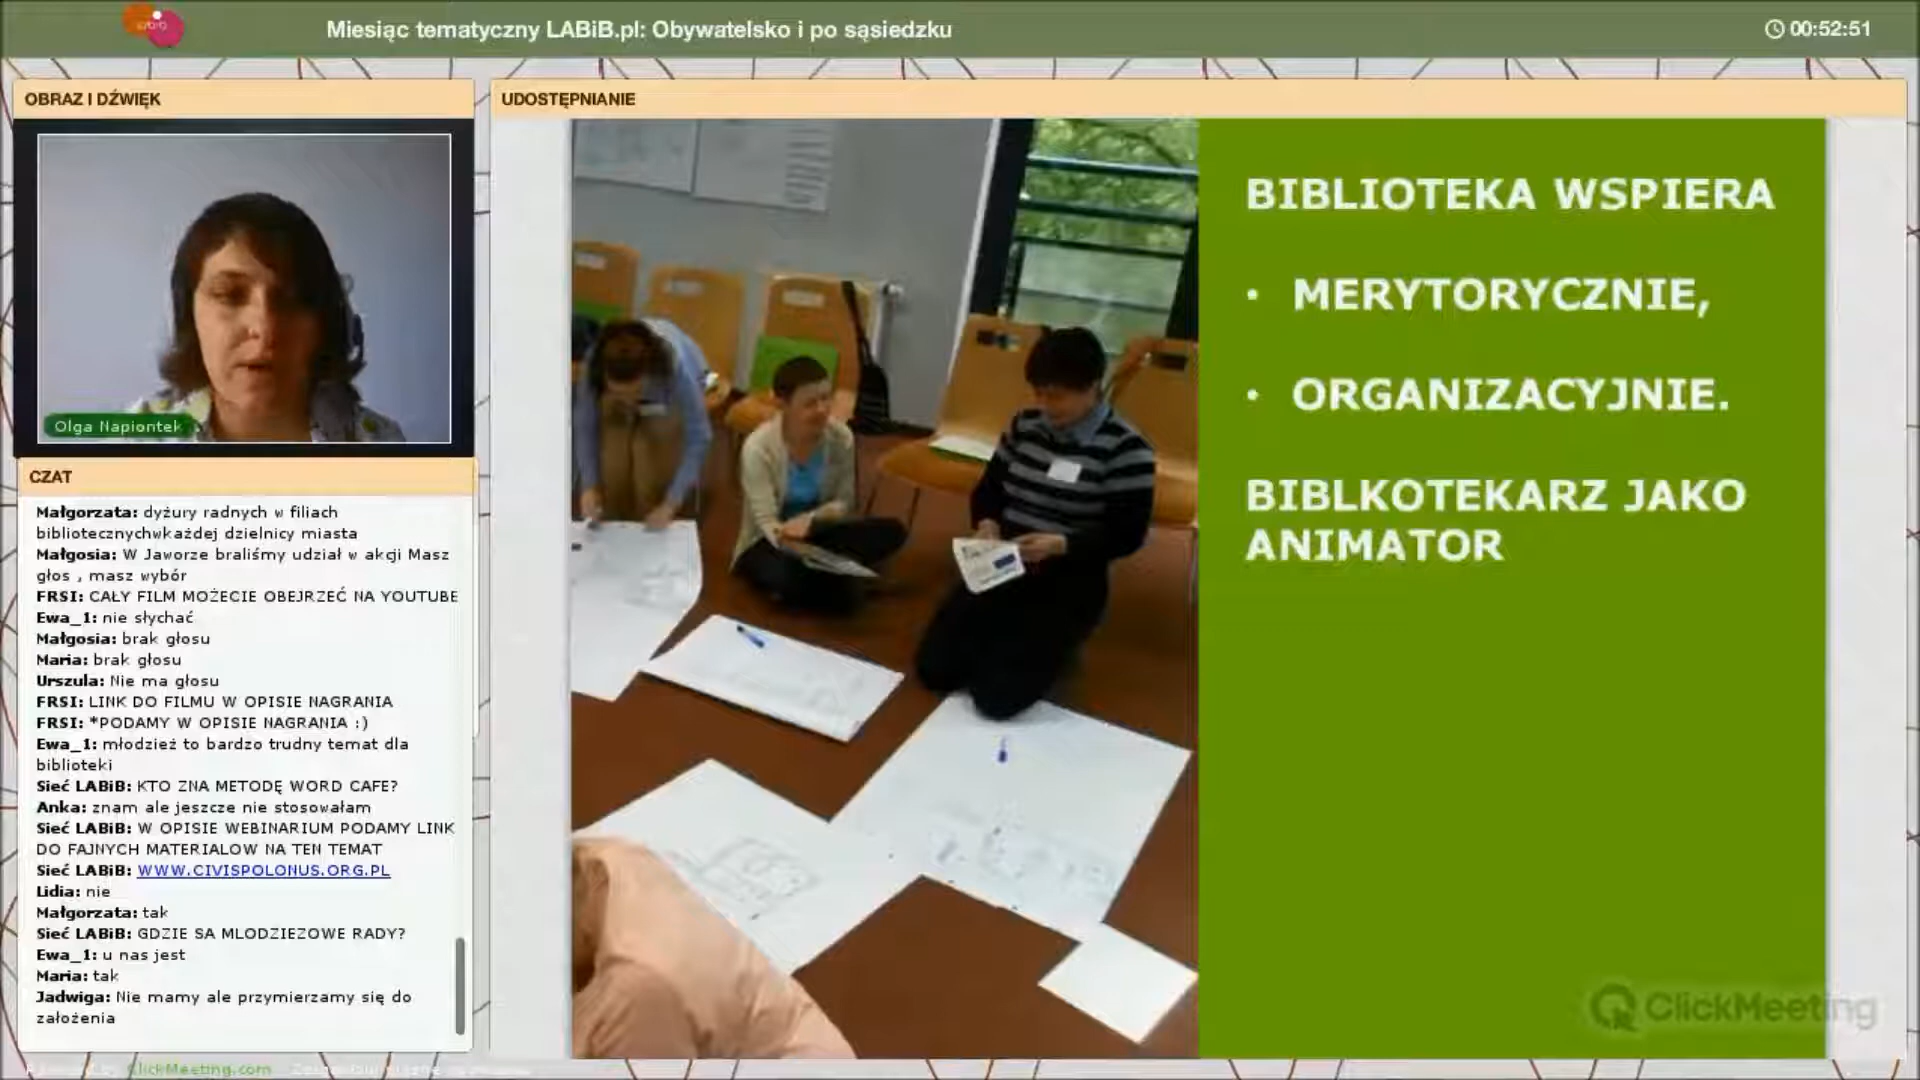 Miesiąc tematyczny LABiB.pl: Obywatelsko i po sąsiedzku
00:52:51
OBRAZ I DŹWIĘK
Olga Napiontek
CZAT
Małgorzata: dyżury radnych w filiach
bibliotecznychwkażdej dzielnicy miasta
Małgosia: W Jaworze braliśmy udział w akcji Masz
głos , masz wybór
FRSI: CAŁY FILM MOŻECIE OBEJRZEĆ NA YOUTUBE
Ewa_1: nie słychać
Małgosia: brak głosu
Maria: brak głosu
Urszula: Nie ma głosu
FRSI: LINK DO FILMU W OPISIE NAGRANIA
FRSI: *PODAMY W OPISIE NAGRANIA :)
Ewa_1: młodzież to bardzo trudny temat dla
biblioteki
Sieć LABiB: KTO ZNA METODĘ WORD CAFE?
Anka: znam ale jeszcze nie stosowałam
Sieć LABiB: W OPISIE WEBINARIUM PODAMY LINK
DO FAJNYCH MATERIALOW NA TEN TEMAT
Sieć LABiB: WWW.CIVISPOLONUS.ORG.PL
Lidia: nie
Małgorzata: tak
Sieć LABiB: GDZIE SA MLODZIEZOWE RADY?
Ewa_1: u nas jest
Maria: tak
Jadwiga: Nie mamy ale przymierzamy się do
założenia
ClickMeeting.com
UDOSTĘPNIANIE
BIBLIOTEKA WSPIERA
• MERYTORYCZNIE,
• ORGANIZACYJNIE.
BIBLKOTEKARZ JAKO
ANIMATOR
ClickMeeting